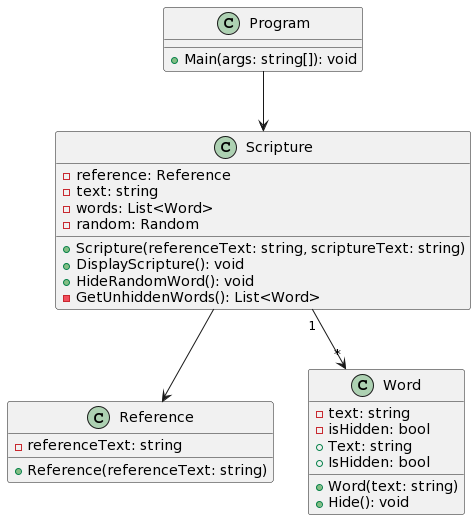 C Program
Main(args: string[]): void
C Scripture
reference: Reference
text: string
words: List<Word>
random: Random
Scripture(referenceText: string, scriptureText: string)
DisplayScripture(): void
HideRandomWord(): void
GetUnhiddenWords(): List<Word>
1
*
C Reference
referenceText: string
Reference(referenceText: string)
C Word
text: string
isHidden: bool
Text: string
IsHidden: bool
Word(text: string)
Hide(): void